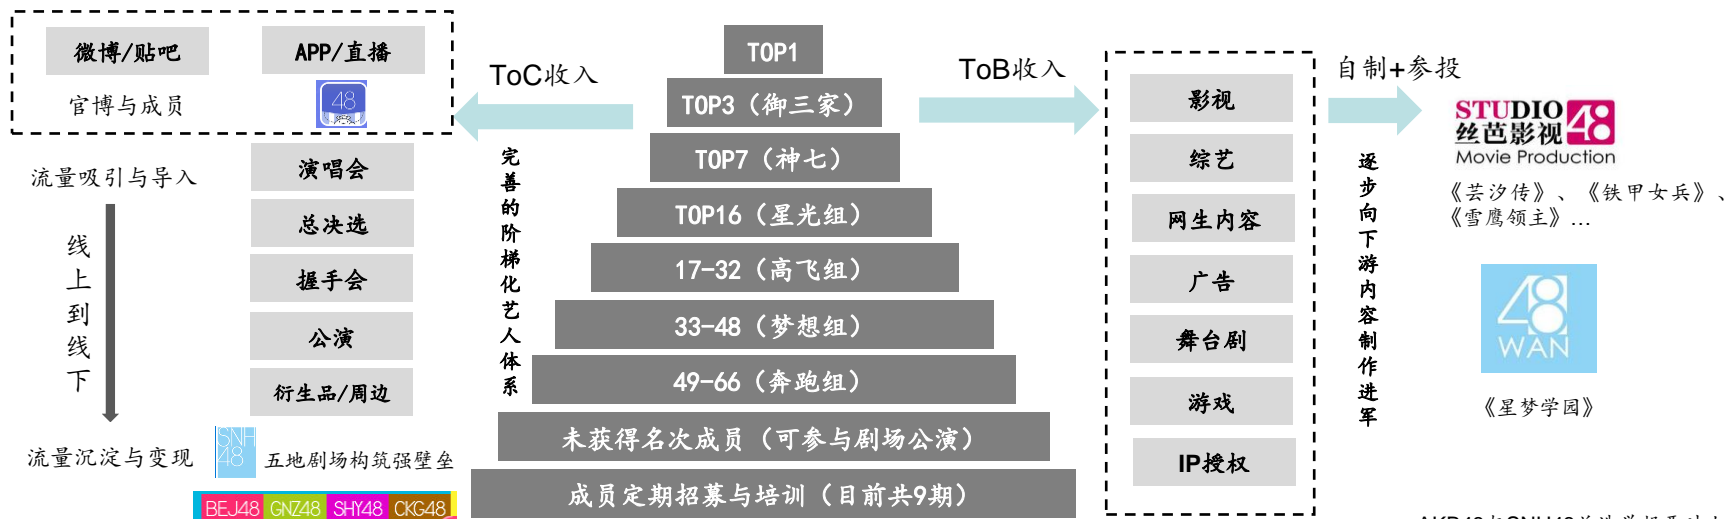 微博/贴吧
APP/直播
官博与成员
48
流量吸引与导入
线上到线下
流量沉淀与变现
演唱会
总决选
握手会
公演
衍生品/周边
SNH
48
五地剧场构筑强壁垒
BEJ48 GNZ48 SHY48 CKG48
ToC收入
完善的阶梯化艺人体系
TOP1
TOP3（御三家）
TOP7（神七）
TOP16（星光组）
17-32（高飞组）
33-48（梦想组）
49-66（奔跑组）
未获得名次成员（可参与剧场公演）
成员定期招募与培训（目前共9期）
ToB收入
影视
综艺
网生内容
广告
舞台剧
游戏
IP授权
自制+参投
逐步向下游内容制作进军
STUDIO
丝芭影视
48
Movie Production
《芸汐传》、《铁甲女兵》、
《雪鹰领主》...
48
WAN
《星梦学园》